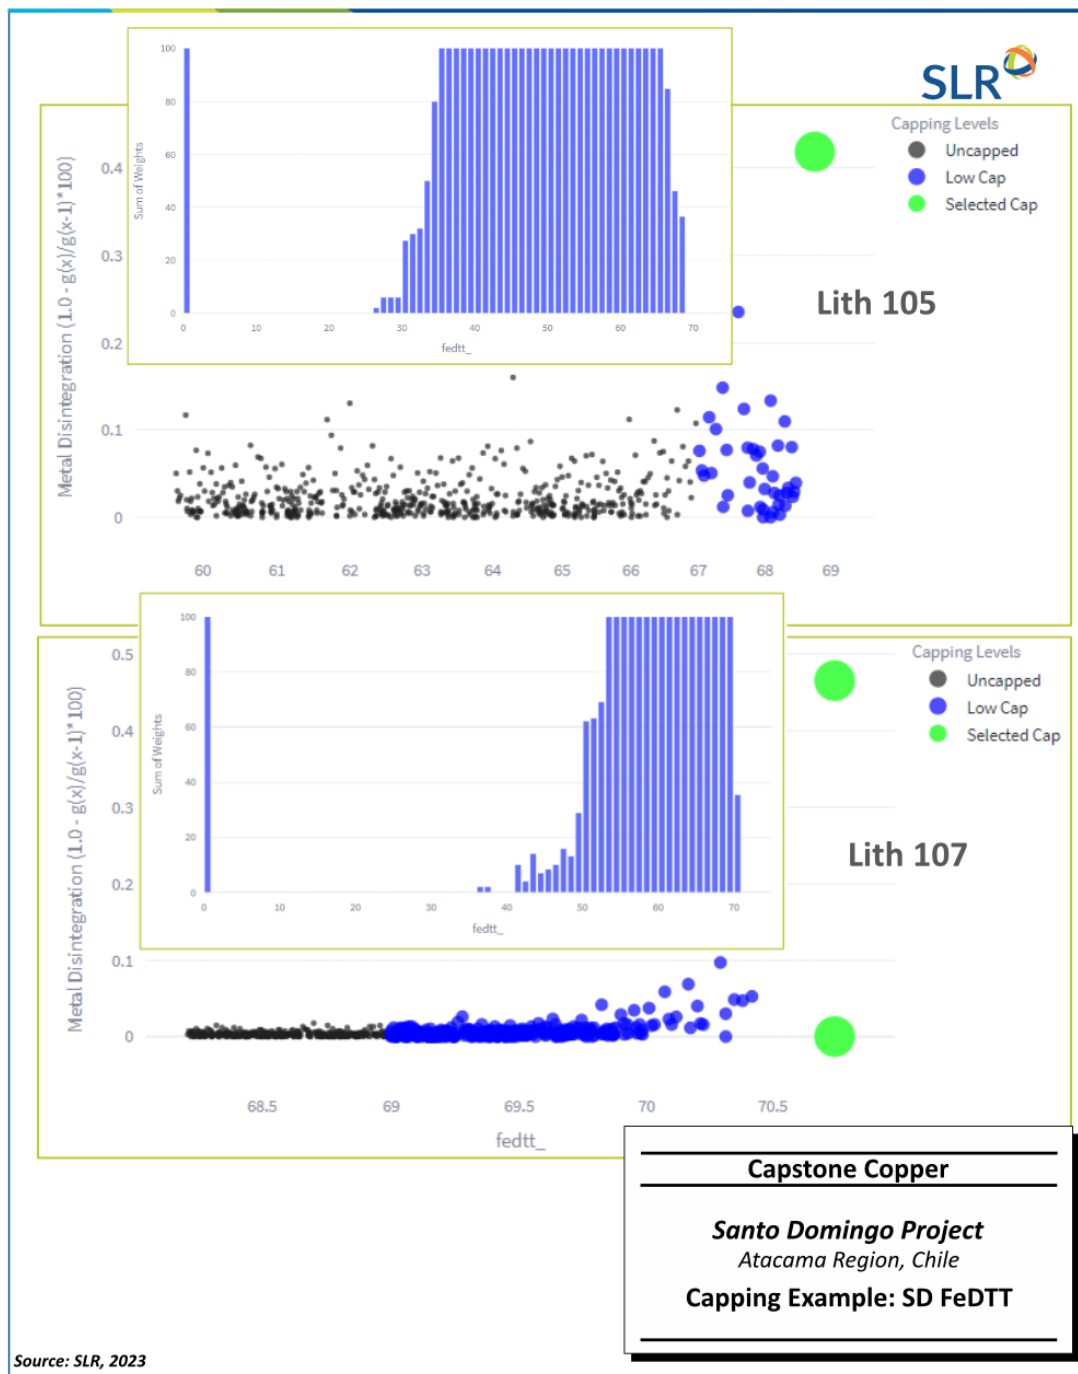 SLR
100
80
60
40
20
0
Sum of Weights
0 10 20 30 40 50 60 70
fedtt_
Capping Levels
Uncapped
Low Cap
Selected Cap
Metal Disintegration (1.0 - g(x)/g(x-1)*100)
0.4
0.3
0.2
0.1
0
Lith 105
60 61 62 63 64 65 66 67 68 69
100
80
60
40
20
0
Sum of Weights
0 10 20 30 40 50 60 70
fedtt_
Capping Levels
Uncapped
Low Cap
Selected Cap
Metal Disintegration (1.0 - g(x)/g(x-1)*100)
0.5
0.4
0.3
0.2
0.1
0
Lith 107
68.5 69 69.5 70 70.5
fedtt_
Capstone Copper
Santo Domingo Project
Atacama Region, Chile
Capping Example: SD FeDTT
Source: SLR, 2023